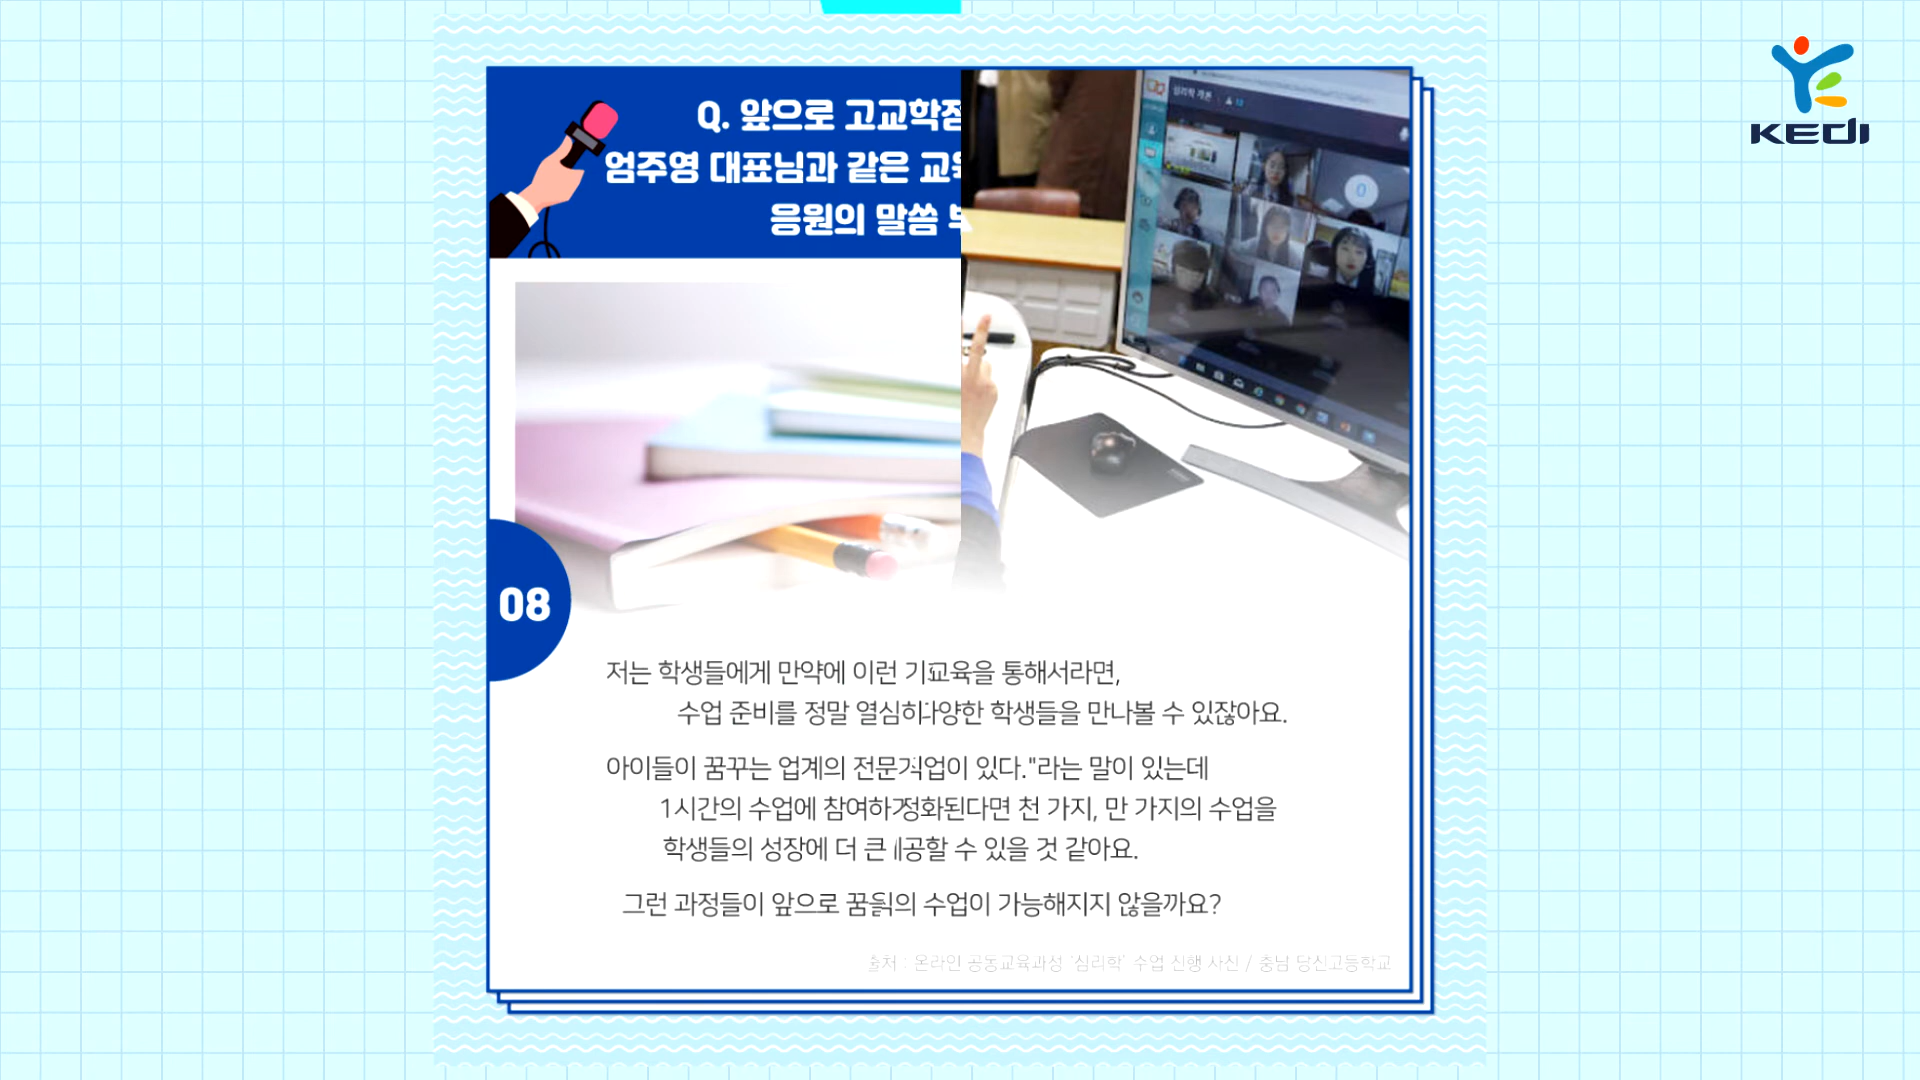 KEDI
Q. 앞으로 고교학점
엄주영 대표님과 같은 교육
응원의 말씀
심리학 개론
08
저는 학생들에게 만약에 이런 기교육을 통해서라면,
수업 준비를 정말 열심히다양한 학생들을 만나볼 수 있잖아요.
아이들이 꿈꾸는 업계의 전문직업이 있다."라는 말이 있는데
1시간의 수업에 참여하정화된다면 천 가지, 만 가지의 수업을
학생들의 성장에 더 큰 공할 수 있을 것 같아요.
그런 과정들이 앞으로 꿈의 수업이 가능해지지 않을까요?
출처 : 온라인 공동교육과정 '심리학' 수업 진행 사진 / 충남 당진고등학교